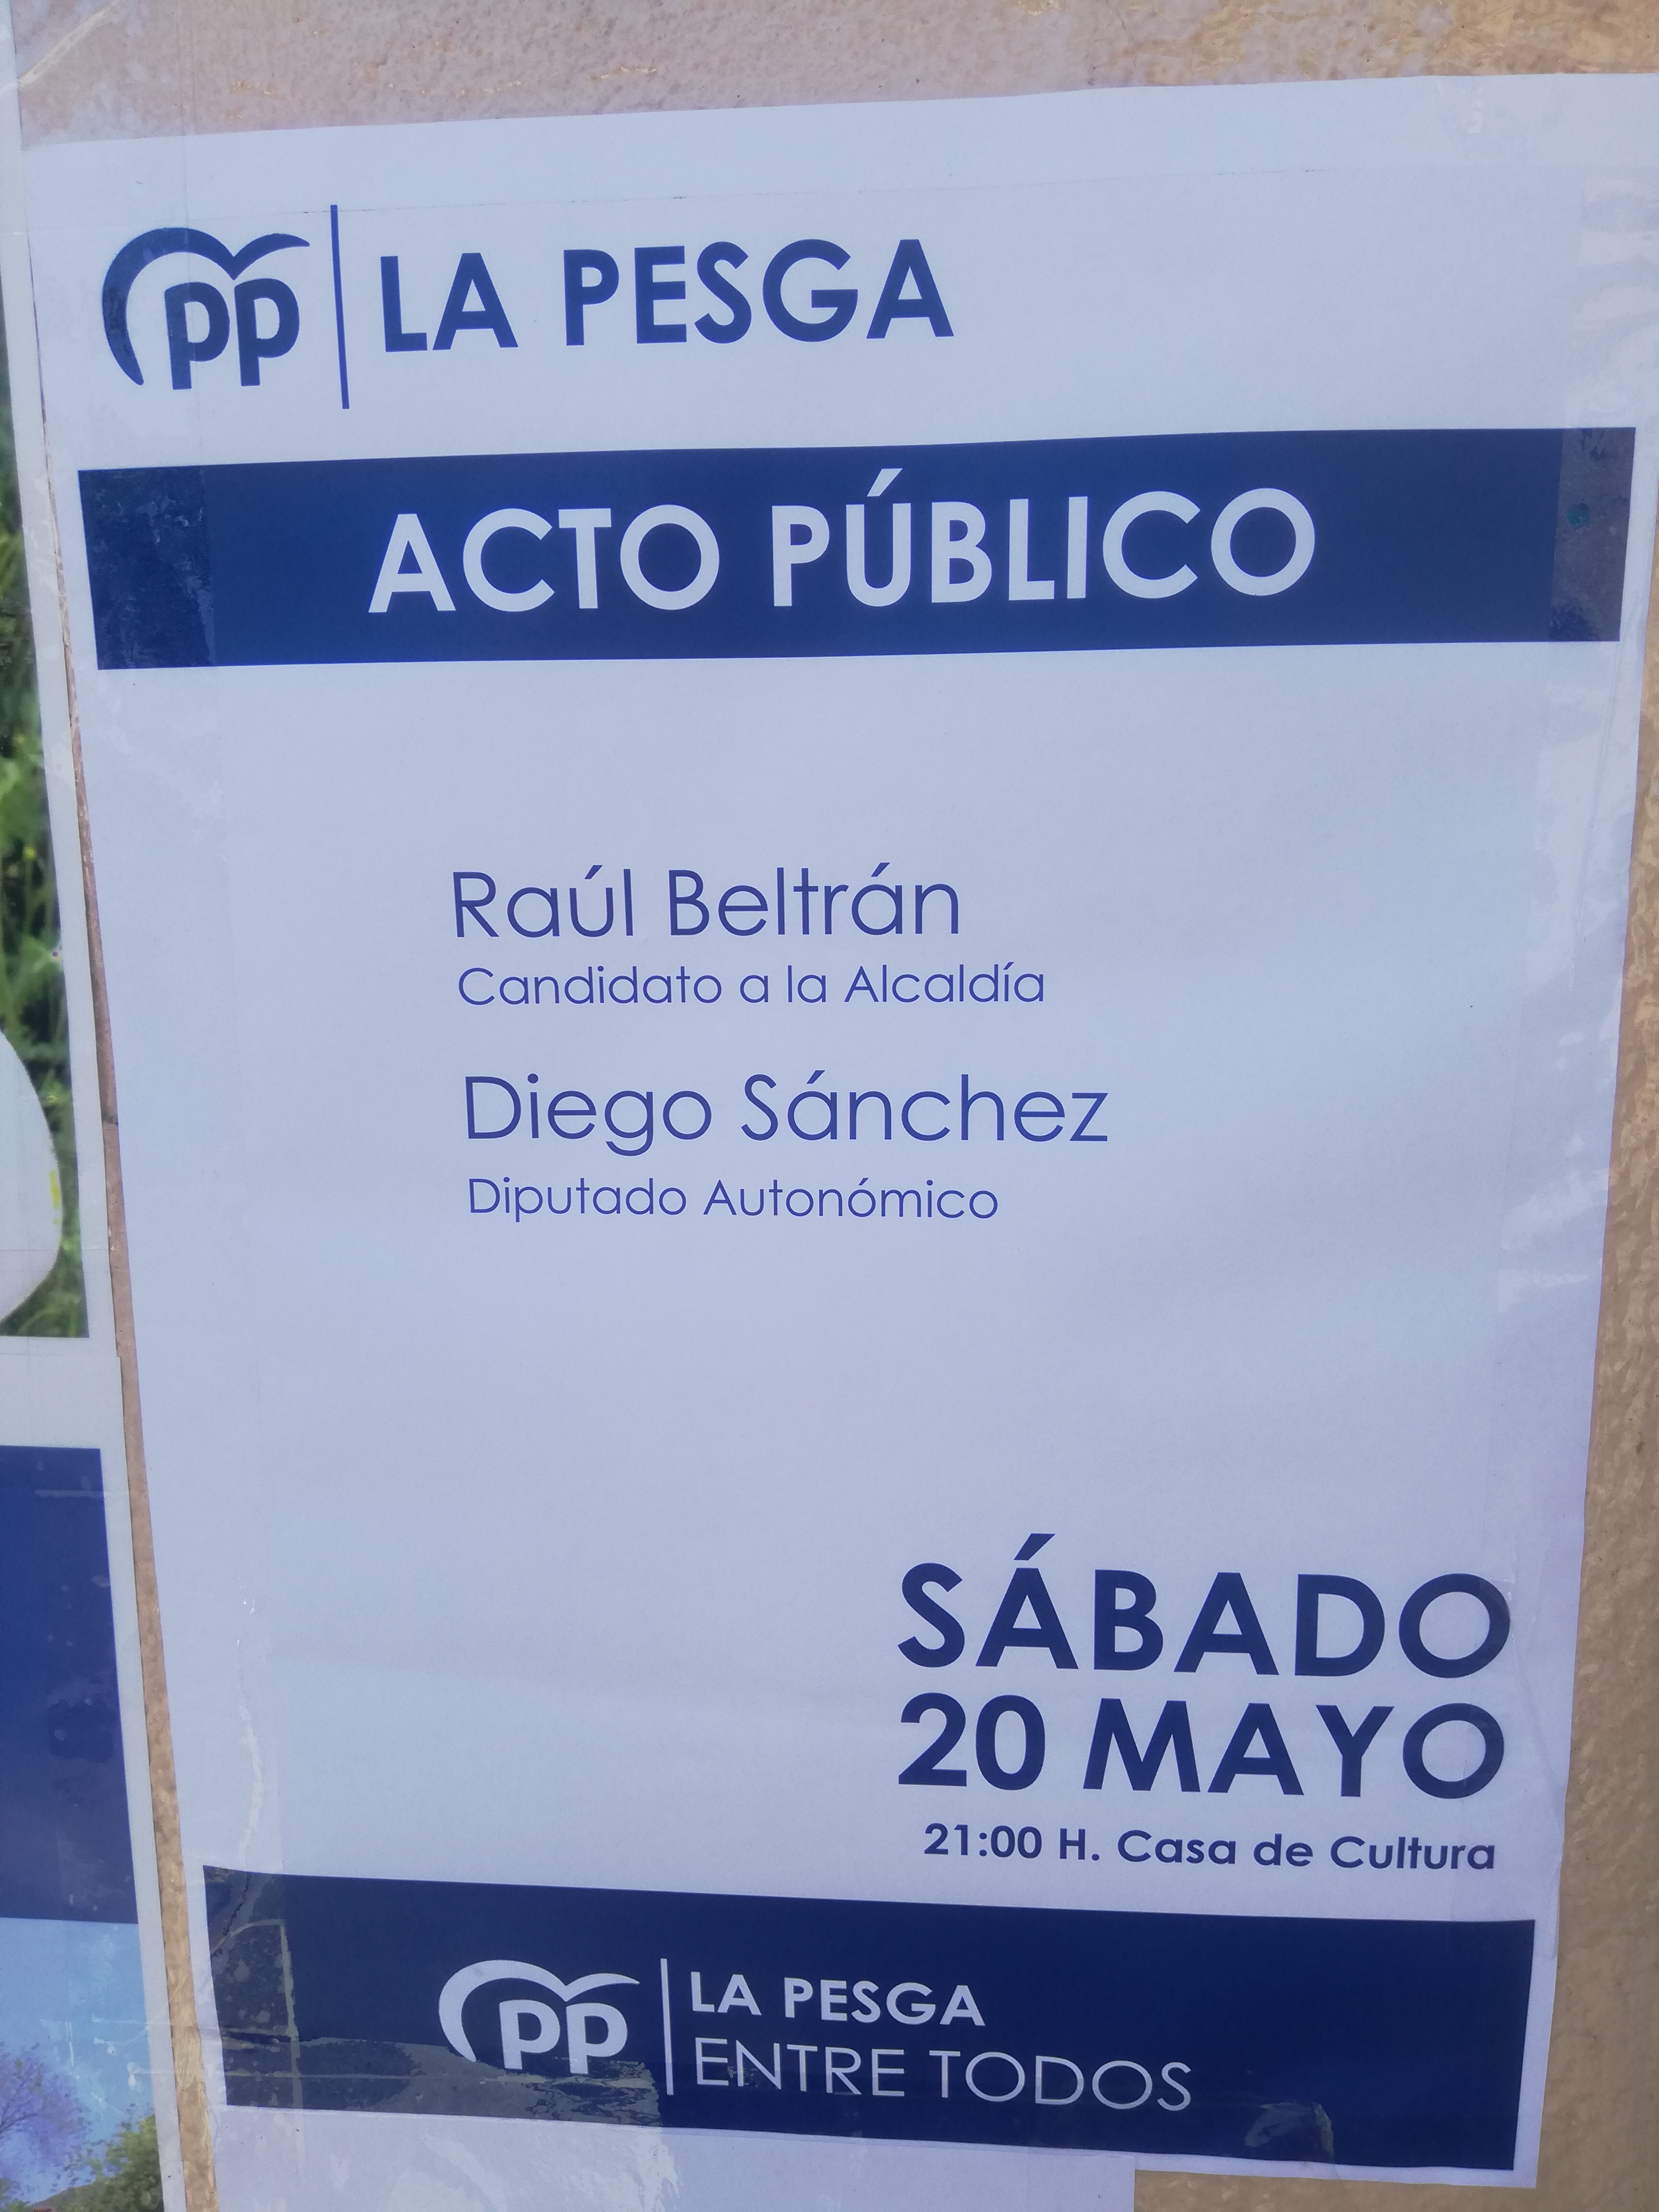 PP LA PESGA
ACTO PÚBLICO
Raúl Beltrán
Candidato a la Alcaldía
Diego Sánchez
Diputado Autonómico
SÁBADO
20 MAYO
21:00 H. Casa de Cultura
PP LA PESGA
ENTRE TODOS